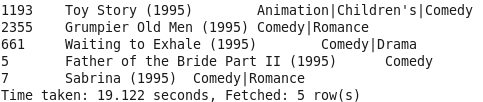 1193 Toy Story (1995) Animation|Children's|Comedy
2355 Grumpier Old Men (1995) Comedy|Romance
661 Waiting to Exhale (1995) Comedy|Drama
5 Father of the Bride Part II (1995) Comedy
7 Sabrina (1995) Comedy|Romance
Time taken: 19.122 seconds, Fetched: 5 row(s)